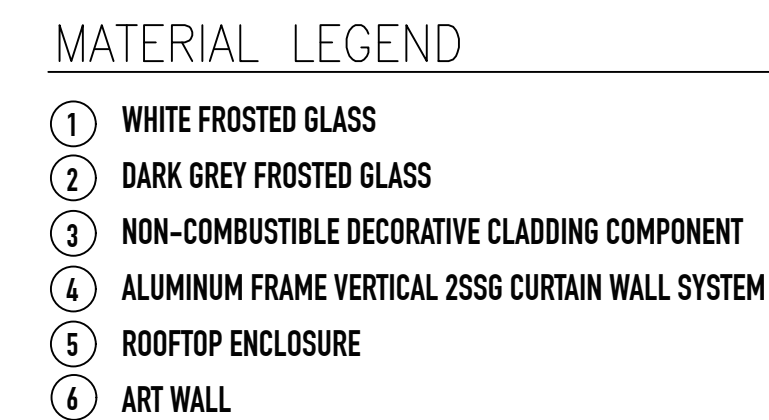 MATERIAL LEGEND
1 WHITE FROSTED GLASS
2 DARK GREY FROSTED GLASS
3 NON-COMBUSTIBLE DECORATIVE CLADDING COMPONENT
4 ALUMINUM FRAME VERTICAL 2SSG CURTAIN WALL SYSTEM
5 ROOFTOP ENCLOSURE
6 ART WALL